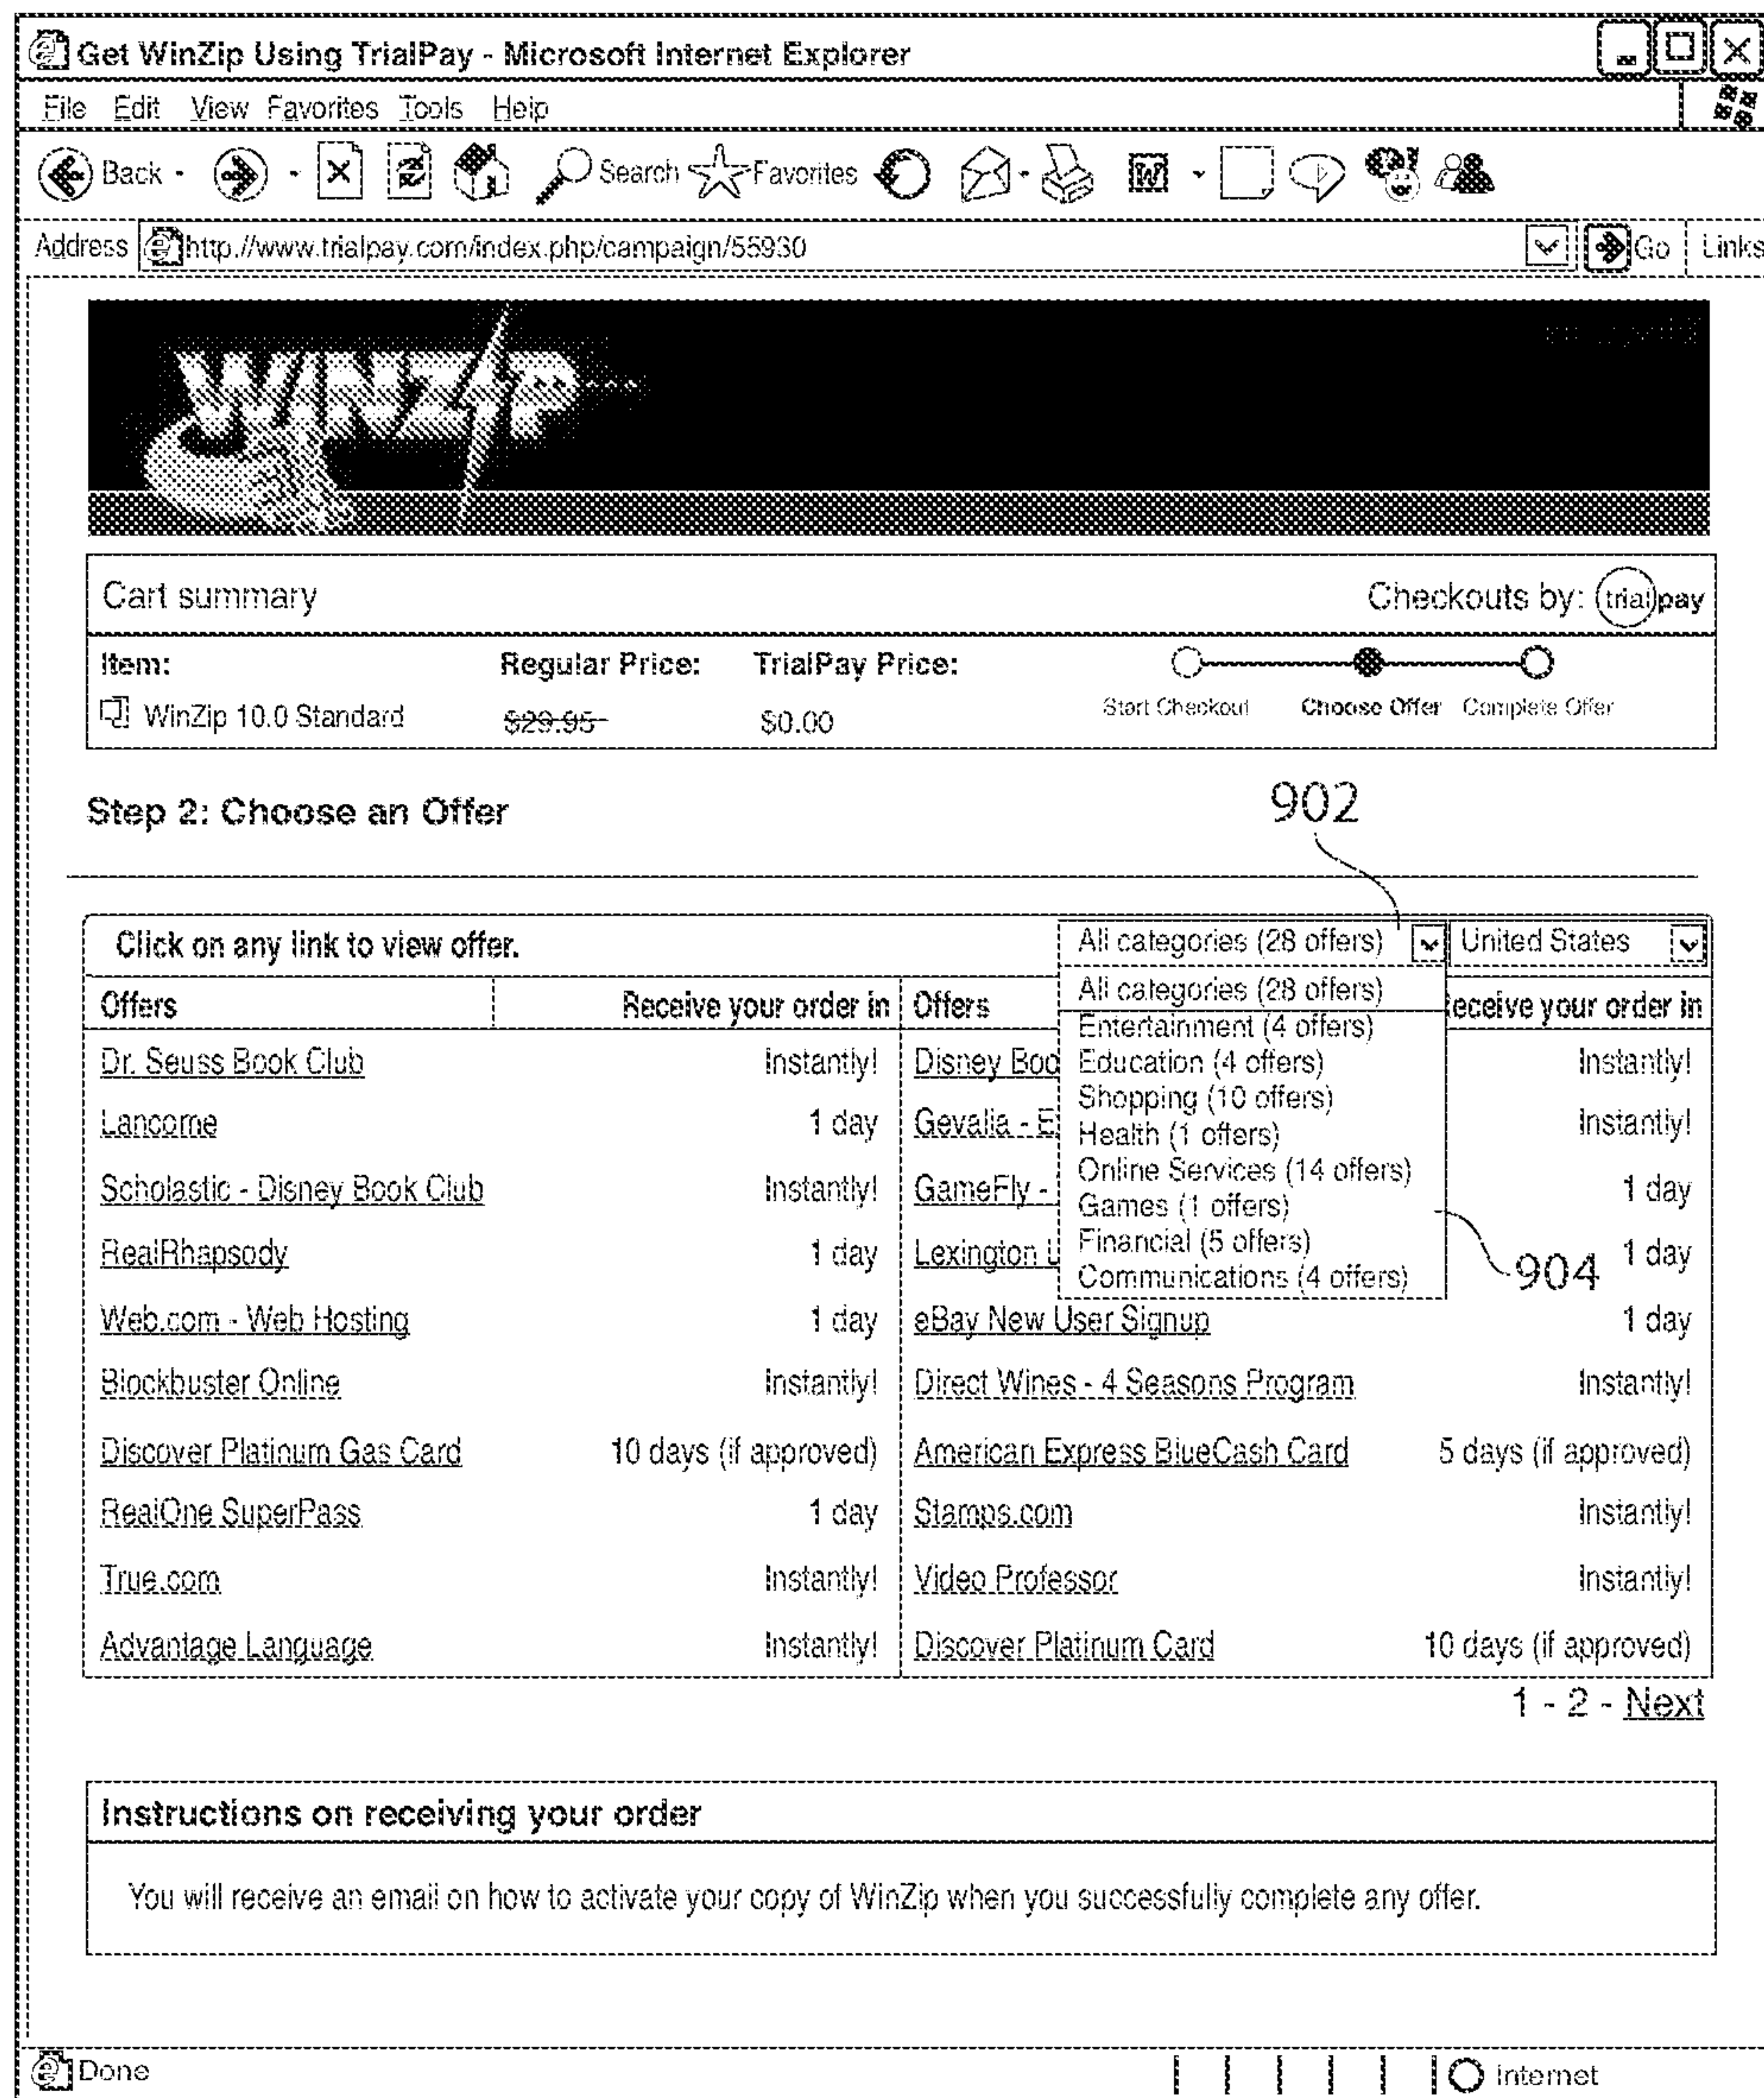 Get WinZip Using TrialPay - Microsoft Internet Explorer
File Edit View Favorites Tools Help
Back Search Favorites
Address http://www.trialpay.com/index.php/campaign/55930 Go Links
WINZIP
Cart summary Checkouts by: trialpay
Item: Regular Price: TrialPay Price:
WinZip 10.0 Standard $29.95 $0.00 Start Checkout Choose Offer Complete Offer
Step 2: Choose an Offer
902
Click on any link to view offer. All categories (28 offers) United States
Offers Receive your order in Offers eceive your order in
All categories (28 offers)
Entertainment (4 offers)
Education (4 offers)
Shopping (10 offers)
Health (1 offers)
Online Services (14 offers)
Games (1 offers)
Financial (5 offers)
Communications (4 offers)
904
Dr. Seuss Book Club Instantly! Disney Boo Instantly!
Lancome 1 day Gevalia - E Instantly!
Scholastic - Disney Book Club Instantly! GameFly - 1 day
RealRhapsody 1 day Lexington L 1 day
Web.com - Web Hosting 1 day eBay New User Signup 1 day
Blockbuster Online Instantly! Direct Wines - 4 Seasons Program Instantly!
Discover Platinum Gas Card 10 days (if approved) American Express BlueCash Card 5 days (if approved)
RealOne SuperPass 1 day Stamps.com Instantly!
True.com Instantly! Video Professor Instantly!
Advantage Language Instantly! Discover Platinum Card 10 days (if approved)
1 - 2 - Next
Instructions on receiving your order
You will receive an email on how to activate your copy of WinZip when you successfully complete any offer.
Done Internet